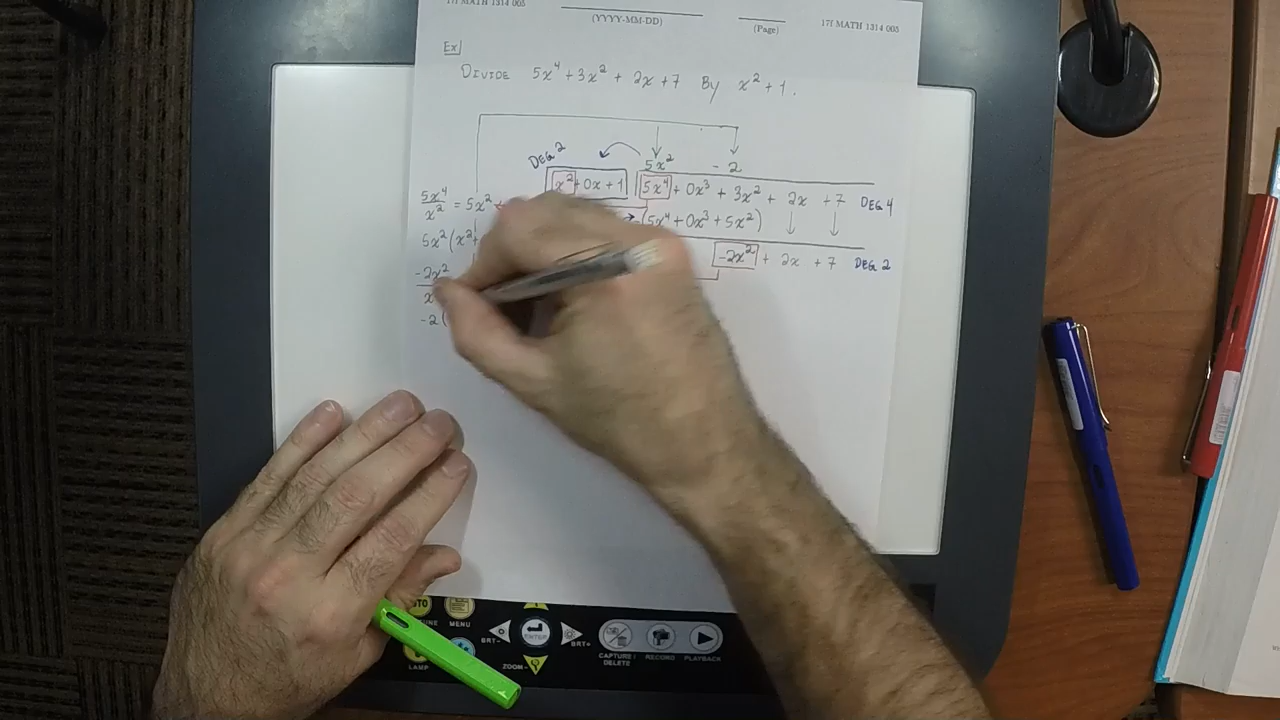 17f MATH 1314 005
(YYYY-MM-DD)
(Page)
17f MATH 1314 005
Ex
DIVIDE 5x⁴ + 3x² + 2x + 7 By x² + 1.
DEG 2
5x² - 2
x² + 0x + 1
5x⁴ + 0x³ + 3x² + 2x + 7 DEG 4
5x⁴/x² = 5x²
(5x⁴ + 0x³ + 5x²)
5x²(x²+
-2x² + 2x + 7 DEG 2
-2x²
x
-2(
MENU
LAMP
BRT-
ENTER
BRT+
ZOOM-
CAPTURE/
DELETE
RECORD
PLAYBACK